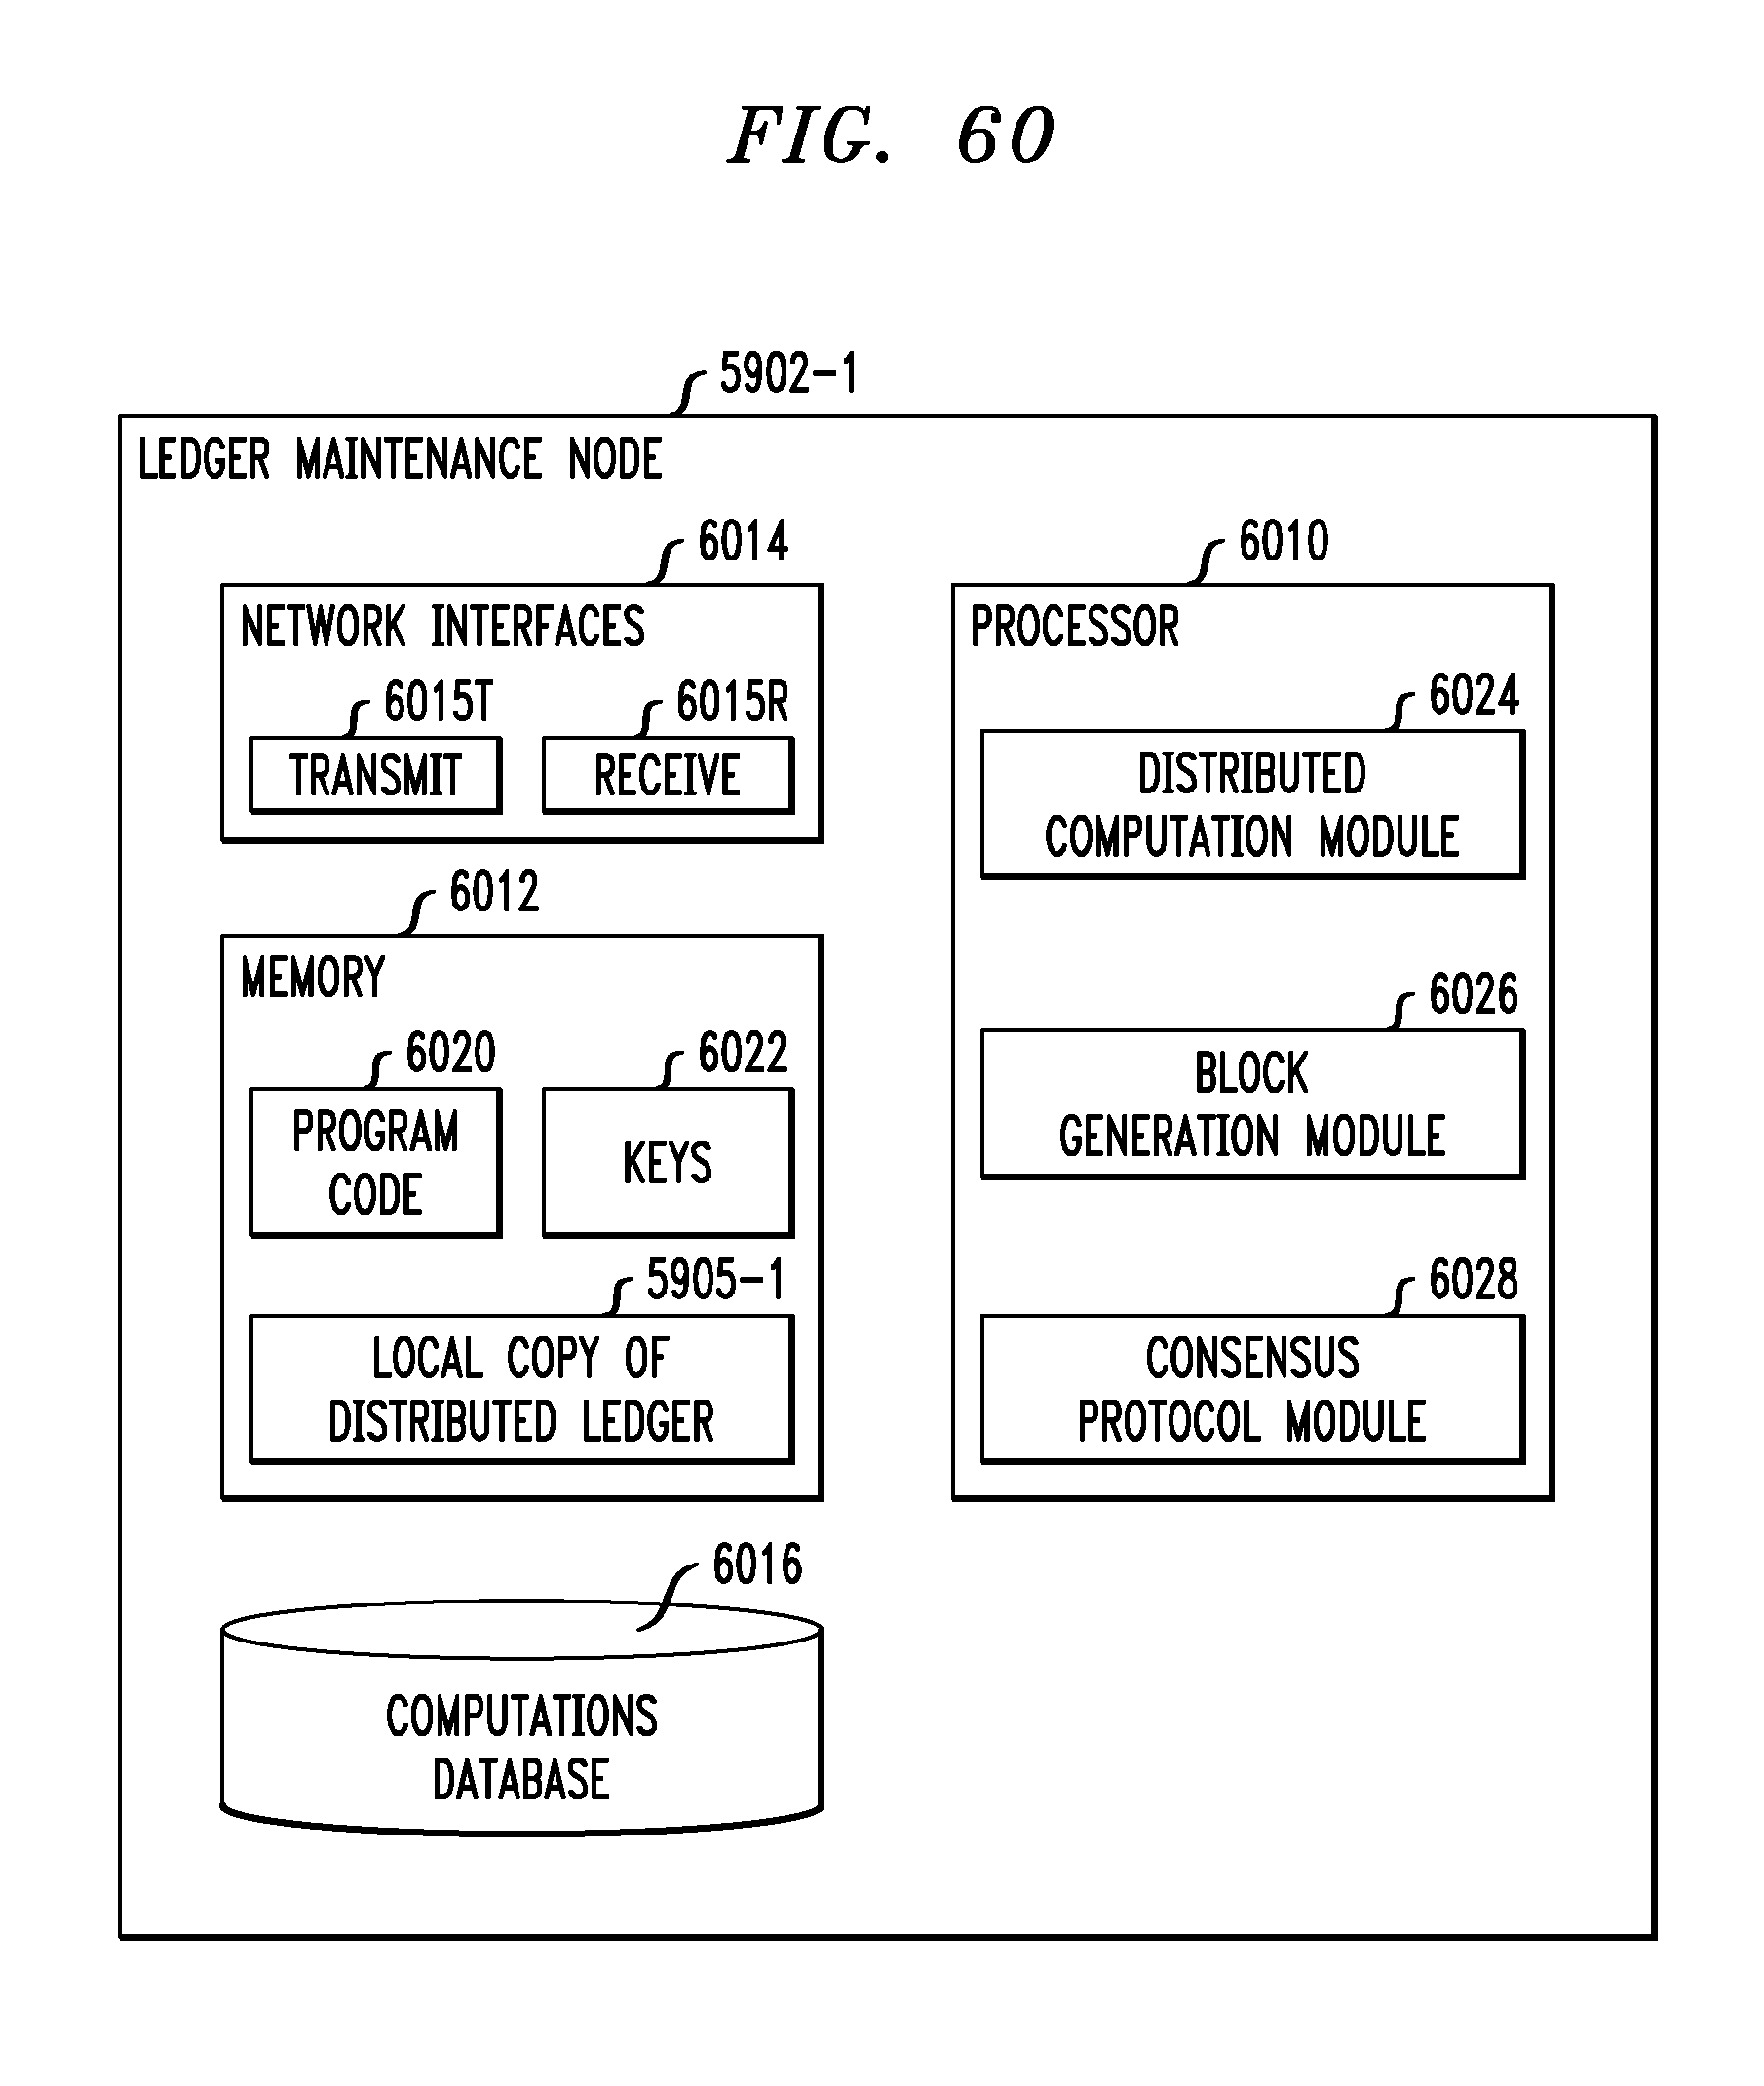 FIG. 60
5902-1
LEDGER MAINTENANCE NODE
6014
NETWORK INTERFACES
6015T
TRANSMIT
6015R
RECEIVE
6012
MEMORY
6020
PROGRAM
CODE
6022
KEYS
5905-1
LOCAL COPY OF
DISTRIBUTED LEDGER
6016
COMPUTATIONS
DATABASE
6010
PROCESSOR
6024
DISTRIBUTED
COMPUTATION MODULE
6026
BLOCK
GENERATION MODULE
6028
CONSENSUS
PROTOCOL MODULE